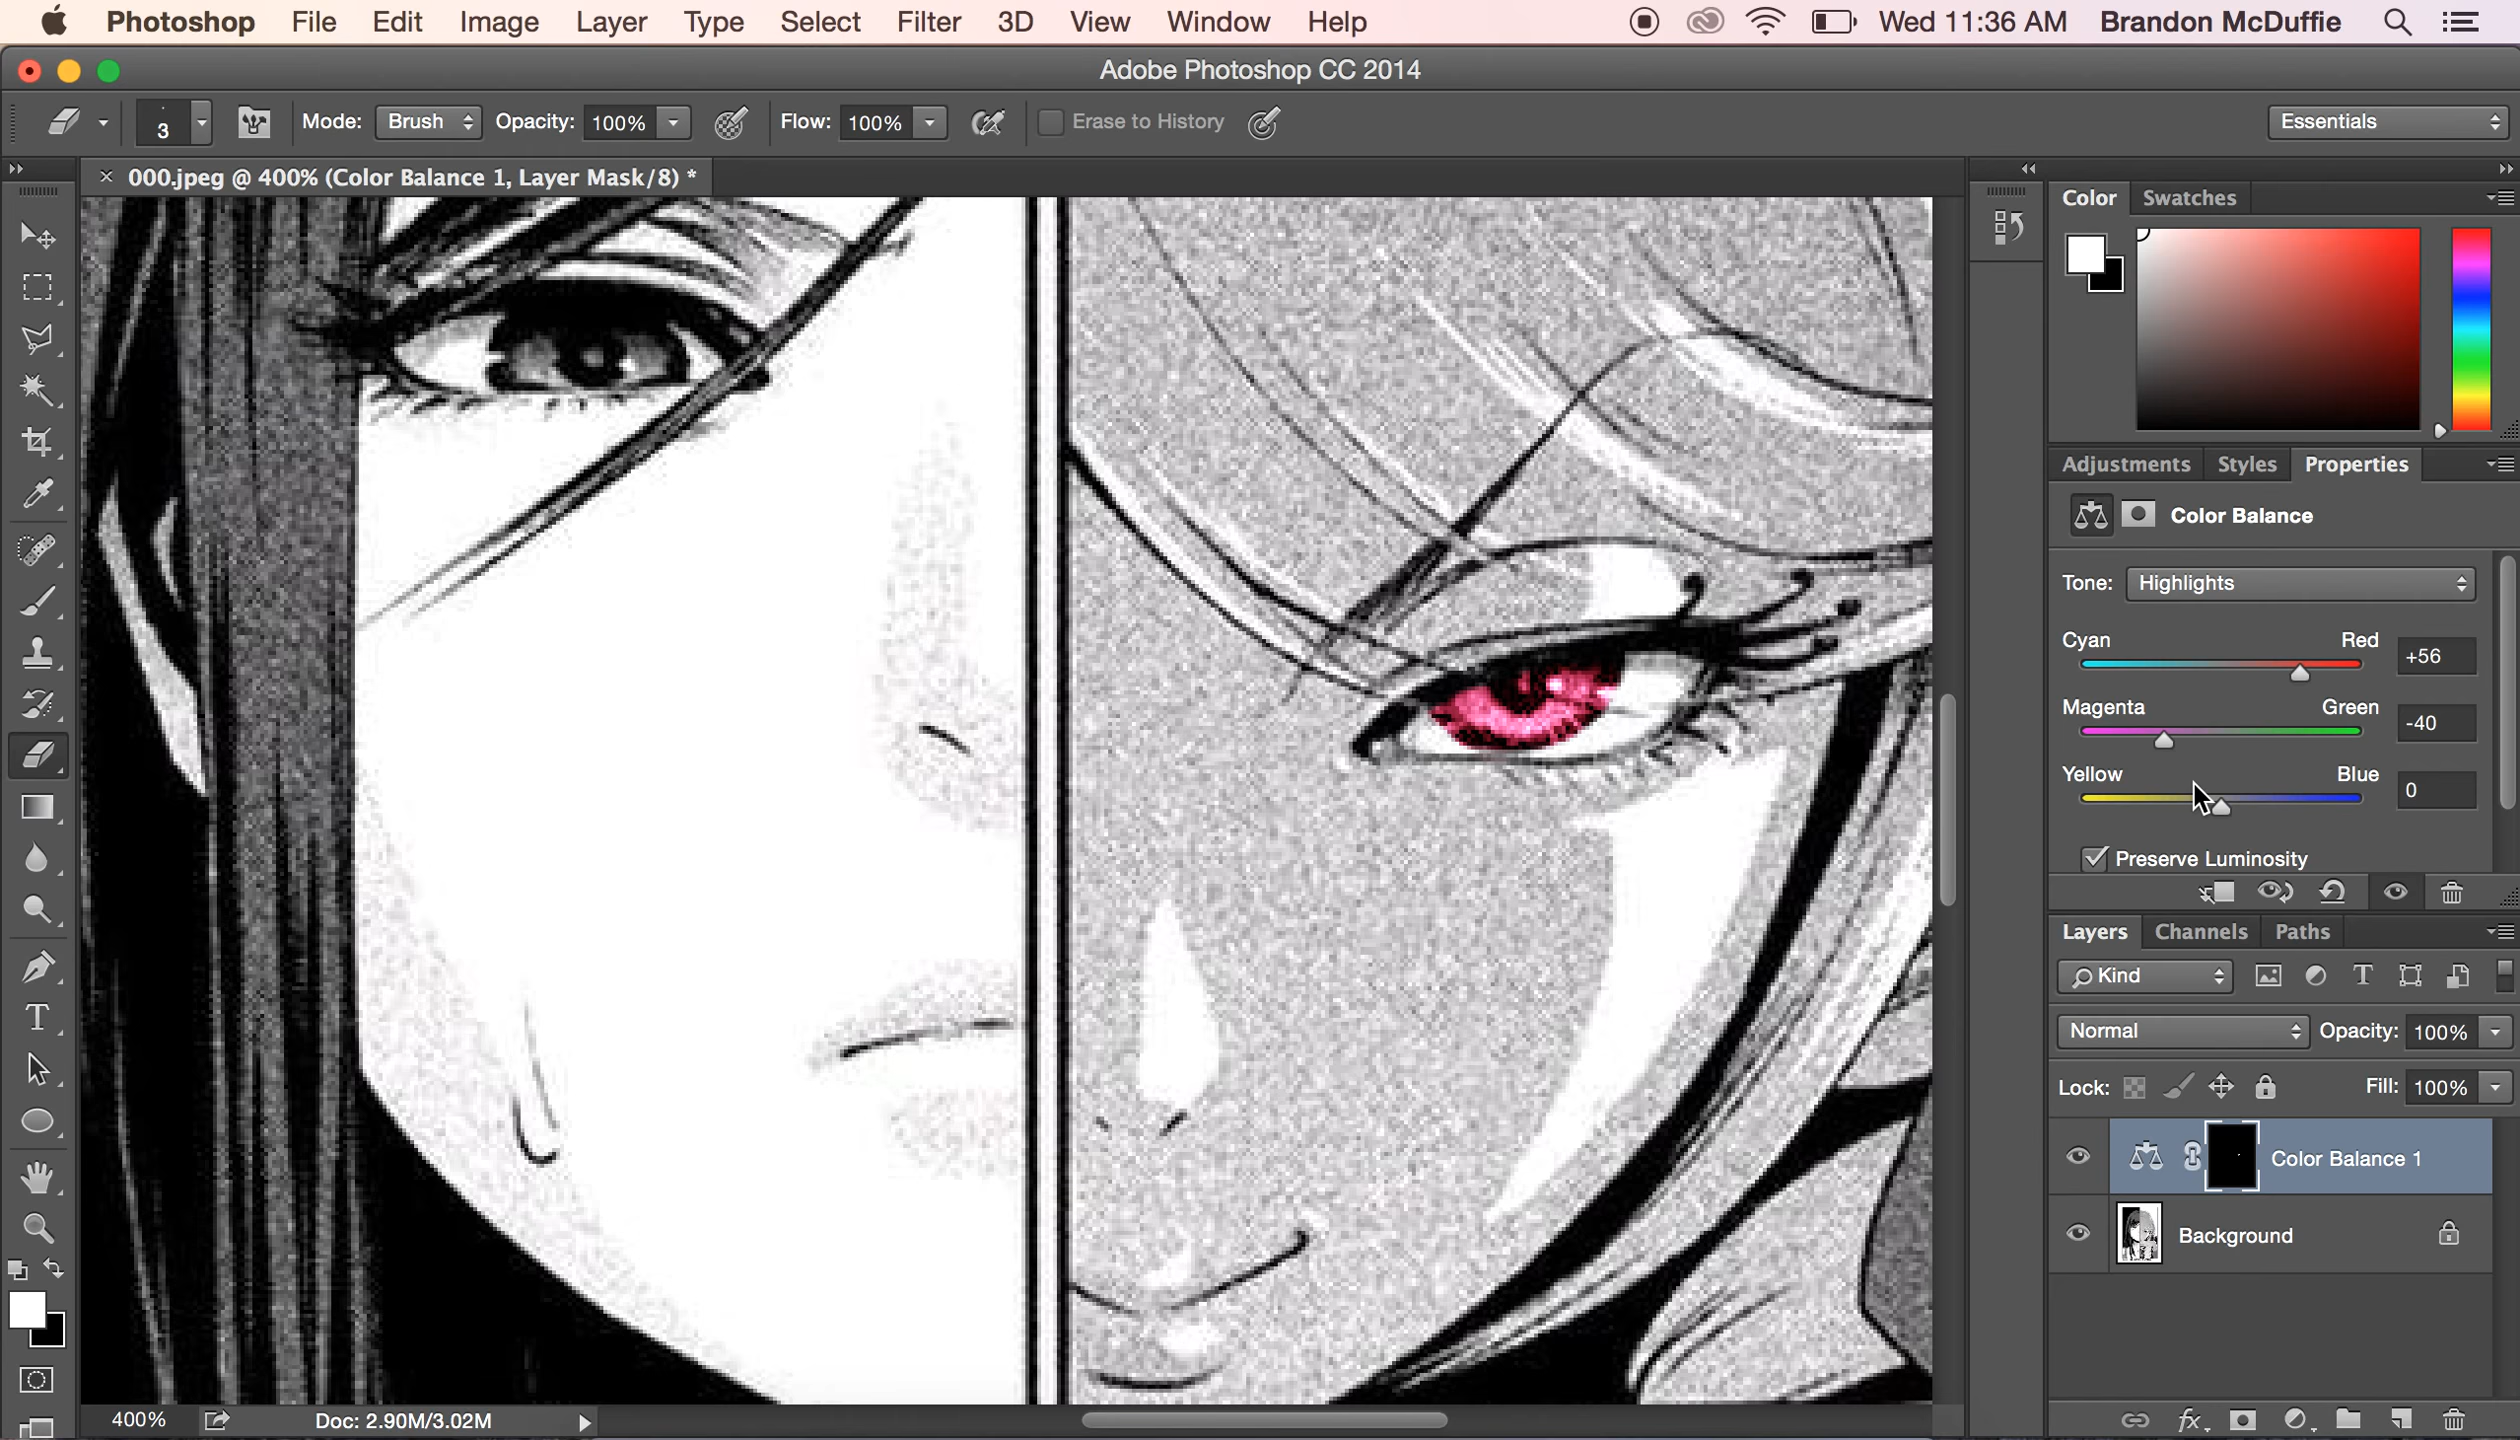 Photoshop File Edit Image Layer Type Select Filter 3D View Window Help Wed 11:36 AM Brandon McDuffie
Adobe Photoshop CC 2014
3 Mode: Brush Opacity: 100% Flow: 100% Erase to History Essentials
× 000.jpeg @ 400% (Color Balance 1, Layer Mask/8) *
Color Swatches
Adjustments Styles Properties
Color Balance
Tone: Highlights
Cyan Red +56
Magenta Green -40
Yellow Blue 0
Preserve Luminosity
Layers Channels Paths
Kind
Normal Opacity: 100%
Lock: Fill: 100%
Color Balance 1
Background
400% Doc: 2.90M/3.02M